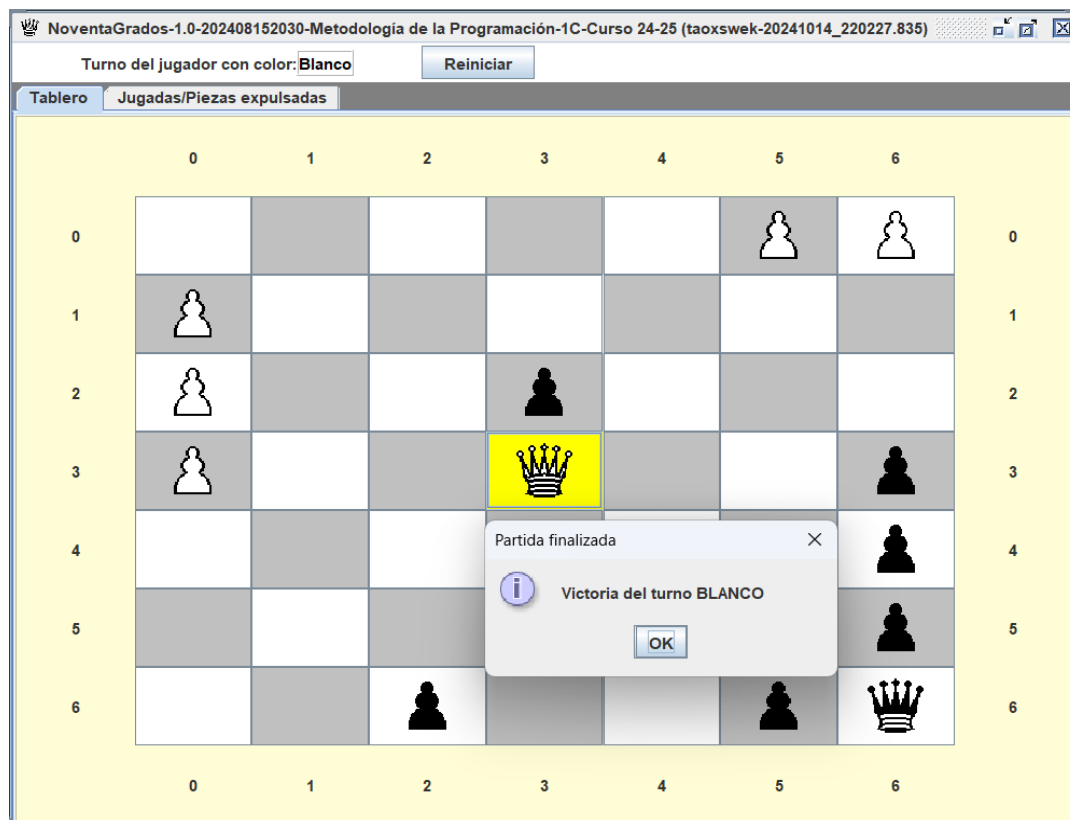 NoventaGrados-1.0-202408152030-Metodología de la Programación-1C-Curso 24-25 (taoxswek-20241014_220227.835)
Turno del jugador con color: Blanco Reiniciar
Tablero Jugadas/Piezas expulsadas
0 1 2 3 4 5 6
0 0
1 1
2 2
3 3
4 4
Partida finalizada
Victoria del turno BLANCO
5 5
OK
6 6
0 1 2 3 4 5 6